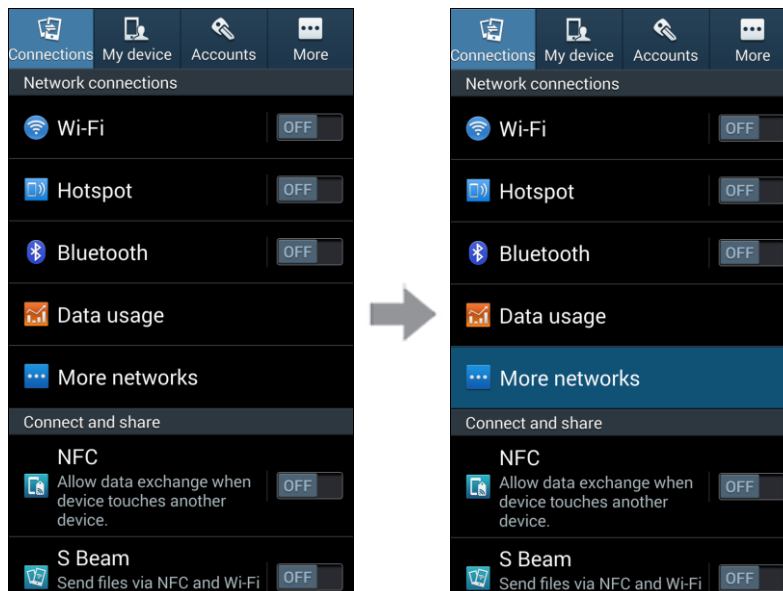 Connections My device Accounts More
Network connections
Wi-Fi OFF
Hotspot OFF
Bluetooth OFF
Data usage
More networks
Connect and share
NFC
Allow data exchange when
device touches another
device.
OFF
S Beam
Send files via NFC and Wi-Fi OFF
Connections My device Accounts More
Network connections
Wi-Fi OFF
Hotspot OFF
Bluetooth OFF
Data usage
More networks
Connect and share
NFC
Allow data exchange when
device touches another
device.
OFF
S Beam
Send files via NFC and Wi-Fi OFF